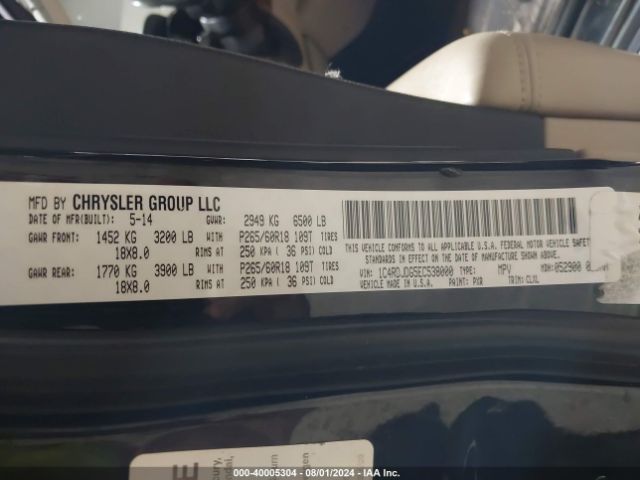 MFD BY CHRYSLER GROUP LLC
DATE OF MFR(BUILT): 5-14 GVWR: 2949 KG 6500 LB
GAWR FRONT: 1452 KG 3200 LB WITH P265/60R18 109T TIRES
18X8.0 RIMS AT 250 KPA ( 36 PSI) COLD
GAWR REAR: 1770 KG 3900 LB WITH P265/60R18 109T TIRES
18X8.0 RIMS AT 250 KPA ( 36 PSI) COLD
THIS VEHICLE CONFORMS TO ALL APPLICABLE U.S.A. FEDERAL MOTOR VEHICLE SAFETY
STANDARDS IN EFFECT ON THE DATE OF MANUFACTURE SHOWN ABOVE.
VIN: 1C4RDJDG5EC538000 TYPE: MPV MDH: 052900
VEHICLE MADE IN U.S.A. PAINT: PXR TRIM:
000-40005304 - 08/01/2024 - IAA Inc.